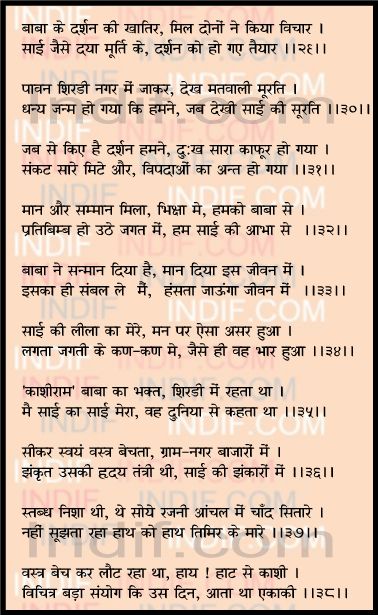 बाबा के दर्शन की खातिर, मिल दोनों ने किया विचार ।
साई जैसे दया मूर्ति के, दर्शन को हो गए तैयार ।।२९।।
पावन शिरडी नगर में जाकर, देख मतवाली मूरति ।
धन्य जन्म हो गया कि हमने, जब देखी साई की सूरति ।।३०।।
जब से किए है दर्शन हमने, दुःख सारा काफूर हो गया ।
संकट सारे मिटे और, विपदाओं का अन्त हो गया ।।३१।।
मान और सम्मान मिला, भिक्षा मे, हमको बाबा से ।
प्रतिबिम्ब हो उठे जगत में, हम साई की आभा से ।।३२।।
बाबा ने सन्मान दिया है, मान दिया इस जीवन में ।
इसका ही संबल ले मैं, हंसता जाऊंगा जीवन में ।।३३।।
साई की लीला का मेरे, मन पर ऐसा असर हुआ ।
लगता जगती के कण-कण मे, जैसे ही वह भार हुआ ।।३४।।
'काशीराम' बाबा का भक्त, शिरडी में रहता था ।
मै साई का साई मेरा, वह दुनिया से कहता था ।।३५।।
सीकर स्वयं वस्त्र बेचता, ग्राम-नगर बाजारों में ।
झंकृत उसकी हृदय तंत्री थी, साई की झंकारों में ।।३६।।
स्तब्ध निशा थी, थे सोये रजनी आंचल में चाँद सितारे ।
नहीं सूझता रहा हाथ को हाथ तिमिर के मारे ।।३७।।
वस्त्र बेच कर लौट रहा था, हाय ! हाट से काशी ।
विचित्र बड़ा संयोग कि उस दिन, आता था एकाकी ।।३८।।
INDIF.COM
indif.com